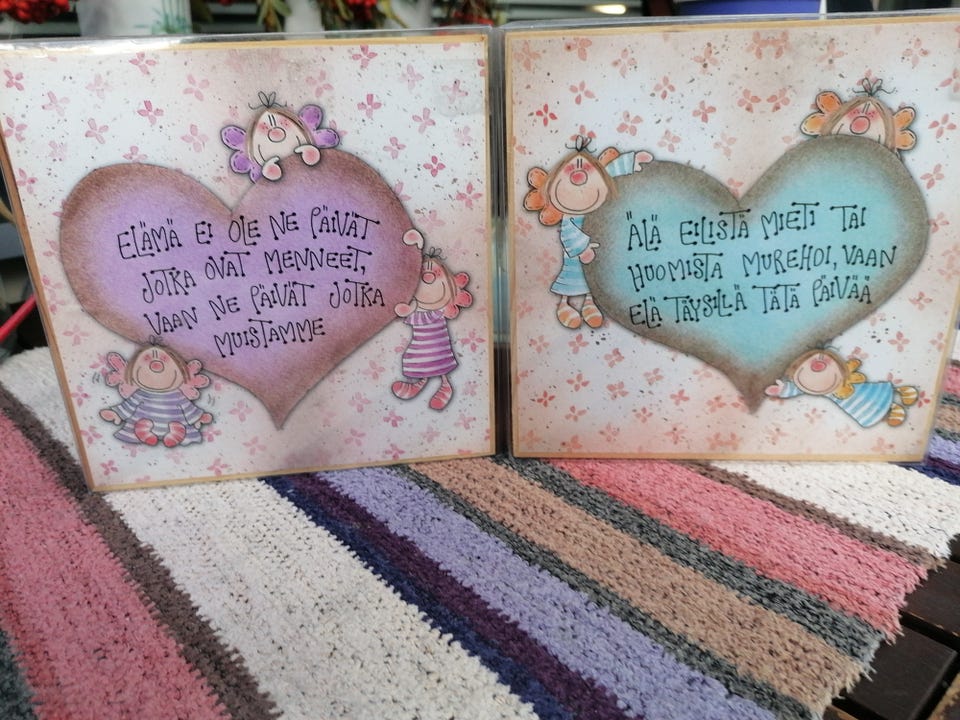 ELÄMÄ EI OLE NE PÄIVÄT
JOTKA OVAT MENNEET,
VAAN NE PÄIVÄT JOTKA
MUISTAMME
ÄLÄ EILISTÄ MIETI TAI
HUOMISTA MUREHDI, VAAN
ELÄ TÄYSILLÄ TÄTÄ PÄIVÄÄ